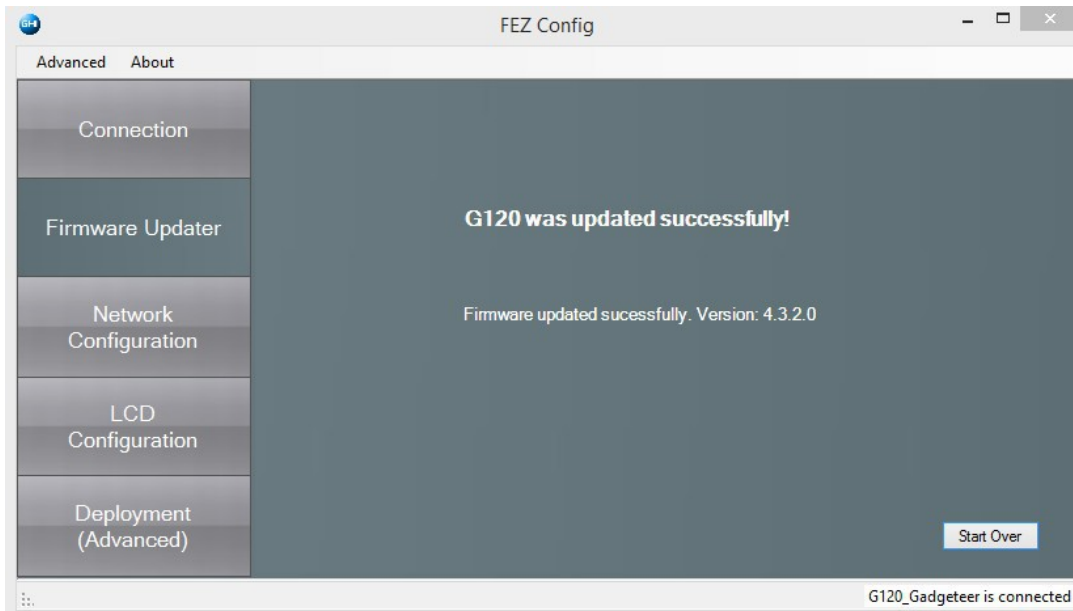 GHI
FEZ Config
Advanced About
Connection
Firmware Updater
Network
Configuration
LCD
Configuration
Deployment
(Advanced)
G120 was updated successfully!
Firmware updated sucessfully. Version: 4.3.2.0
Start Over
G120_Gadgeteer is connected